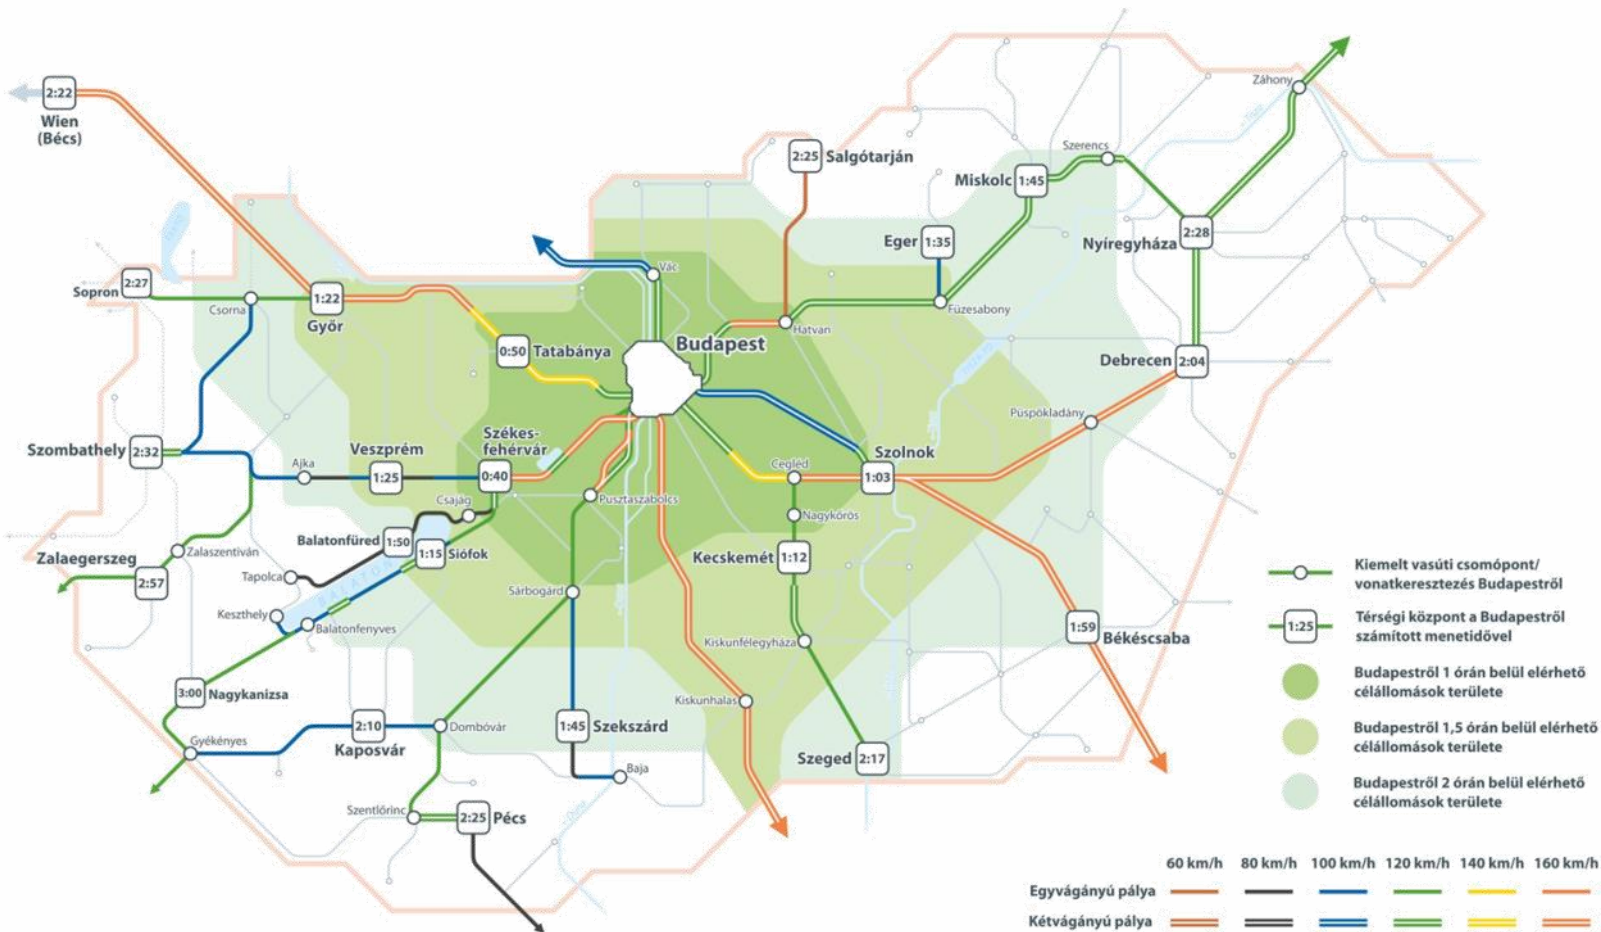 2:22
Wien
(Bécs)
Sopron
2:27
Csorna
1:22
Győr
0:50
Tatabánya
Vác
Budapest
2:25
Salgótarján
Hatvan
Eger
1:35
Füzesabony
Miskolc
1:45
Szerencs
Záhony
Tisza
Nyíregyháza
2:28
Debrecen
2:04
Püspökladány
Szombathely
2:32
Ajka
Veszprém
1:25
Székes-
fehérvár
0:40
Csajág
Balatonfüred
1:50
1:15
Siófok
BALATON
Tapolca
Keszthely
Balatonfenyves
Zalaegerszeg
2:57
Zalaszentiván
Pusztaszabolcs
Sárbogárd
Cegléd
Szolnok
1:03
Nagykőrös
Kecskemét
1:12
Kiskunfélegyháza
Kiskunhalas
Szeged
2:17
1:59
Békéscsaba
3:00
Nagykanizsa
Gyékényes
2:10
Kaposvár
Dombóvár
1:45
Szekszárd
Baja
Duna
Szentlőrinc
2:25
Pécs
Kiemelt vasúti csomópont/
vonatkeresztezés Budapestről
1:25
Térségi központ a Budapestről
számított menetidővel
Budapestről 1 órán belül elérhető
célállomások területe
Budapestről 1,5 órán belül elérhető
célállomások területe
Budapestről 2 órán belül elérhető
célállomások területe
60 km/h 80 km/h 100 km/h 120 km/h 140 km/h 160 km/h
Egyvágányú pálya
Kétvágányú pálya